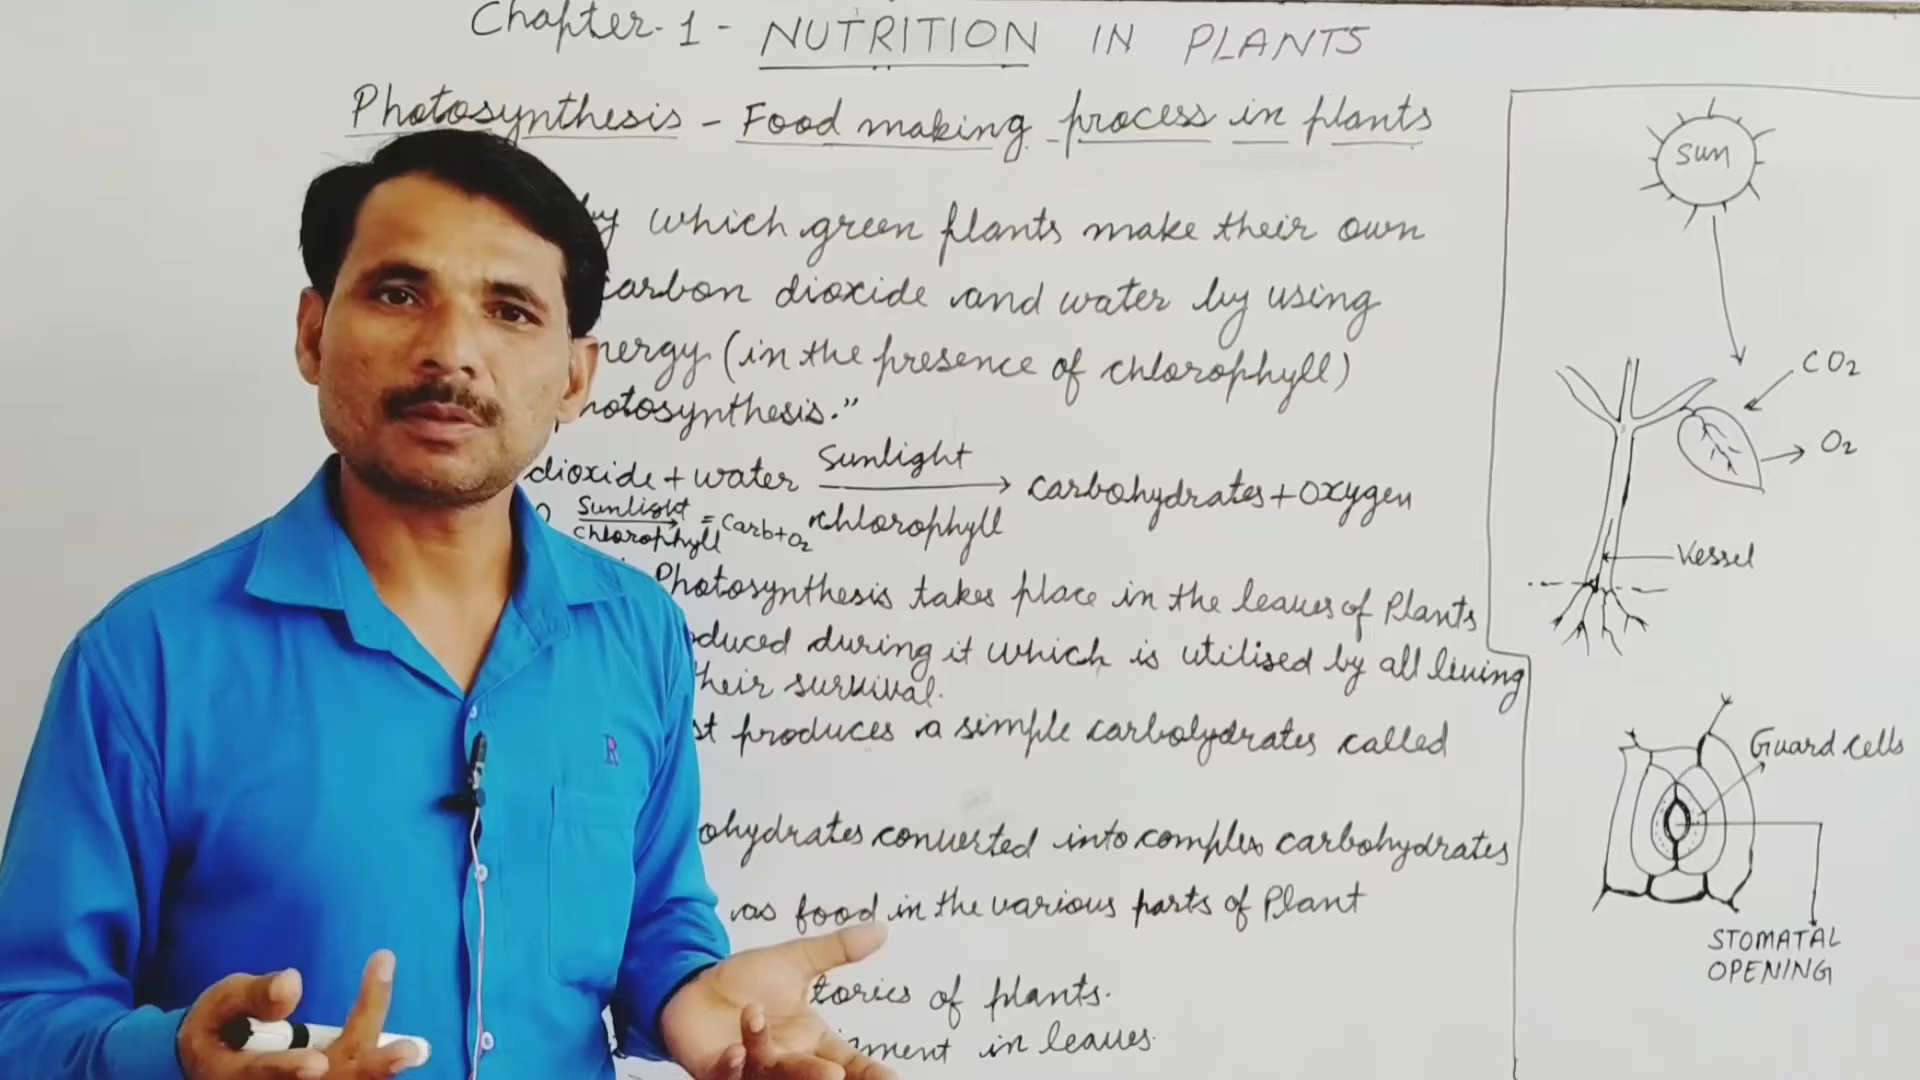 Chapter-1- NUTRITION IN PLANTS
Photosynthesis - Food making process in plants
by which green plants make their own
carbon dioxide and water by using
nergy (in the presence of chlorophyll)
hotosynthesis."
dioxide + water Sunlight chlorophyll carbohydrates + oxygen
Sunlight chlorophyll = Carb + O2
Photosynthesis takes place in the leaves of Plants
oduced during it which is utilised by all living
their survival.
st produces a simple carbohydrates called
ohydrates converted into complex carbohydrates
as food in the various parts of Plant
tories of plants.
ment in leaves.
R
Sun
CO2
O2
Vessel
Guard cells
STOMATAL
OPENING